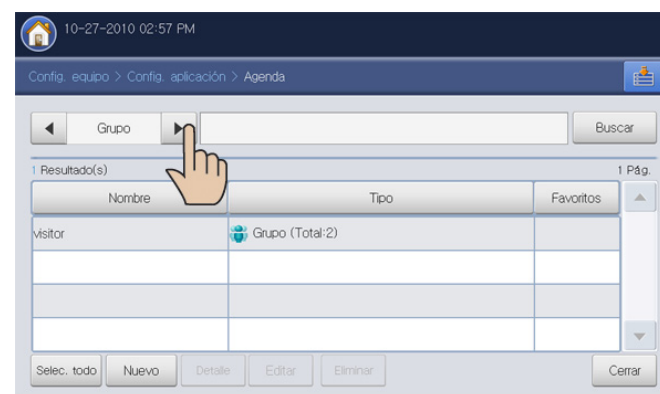 10-27-2010 02:57 PM
Config. equipo > Config. aplicación > Agenda
Grupo Buscar
1 Resultado(s) 1 Pág.
Nombre Tipo Favoritos
visitor Grupo (Total:2)
Selec. todo Nuevo Detalle Editar Eliminar Cerrar